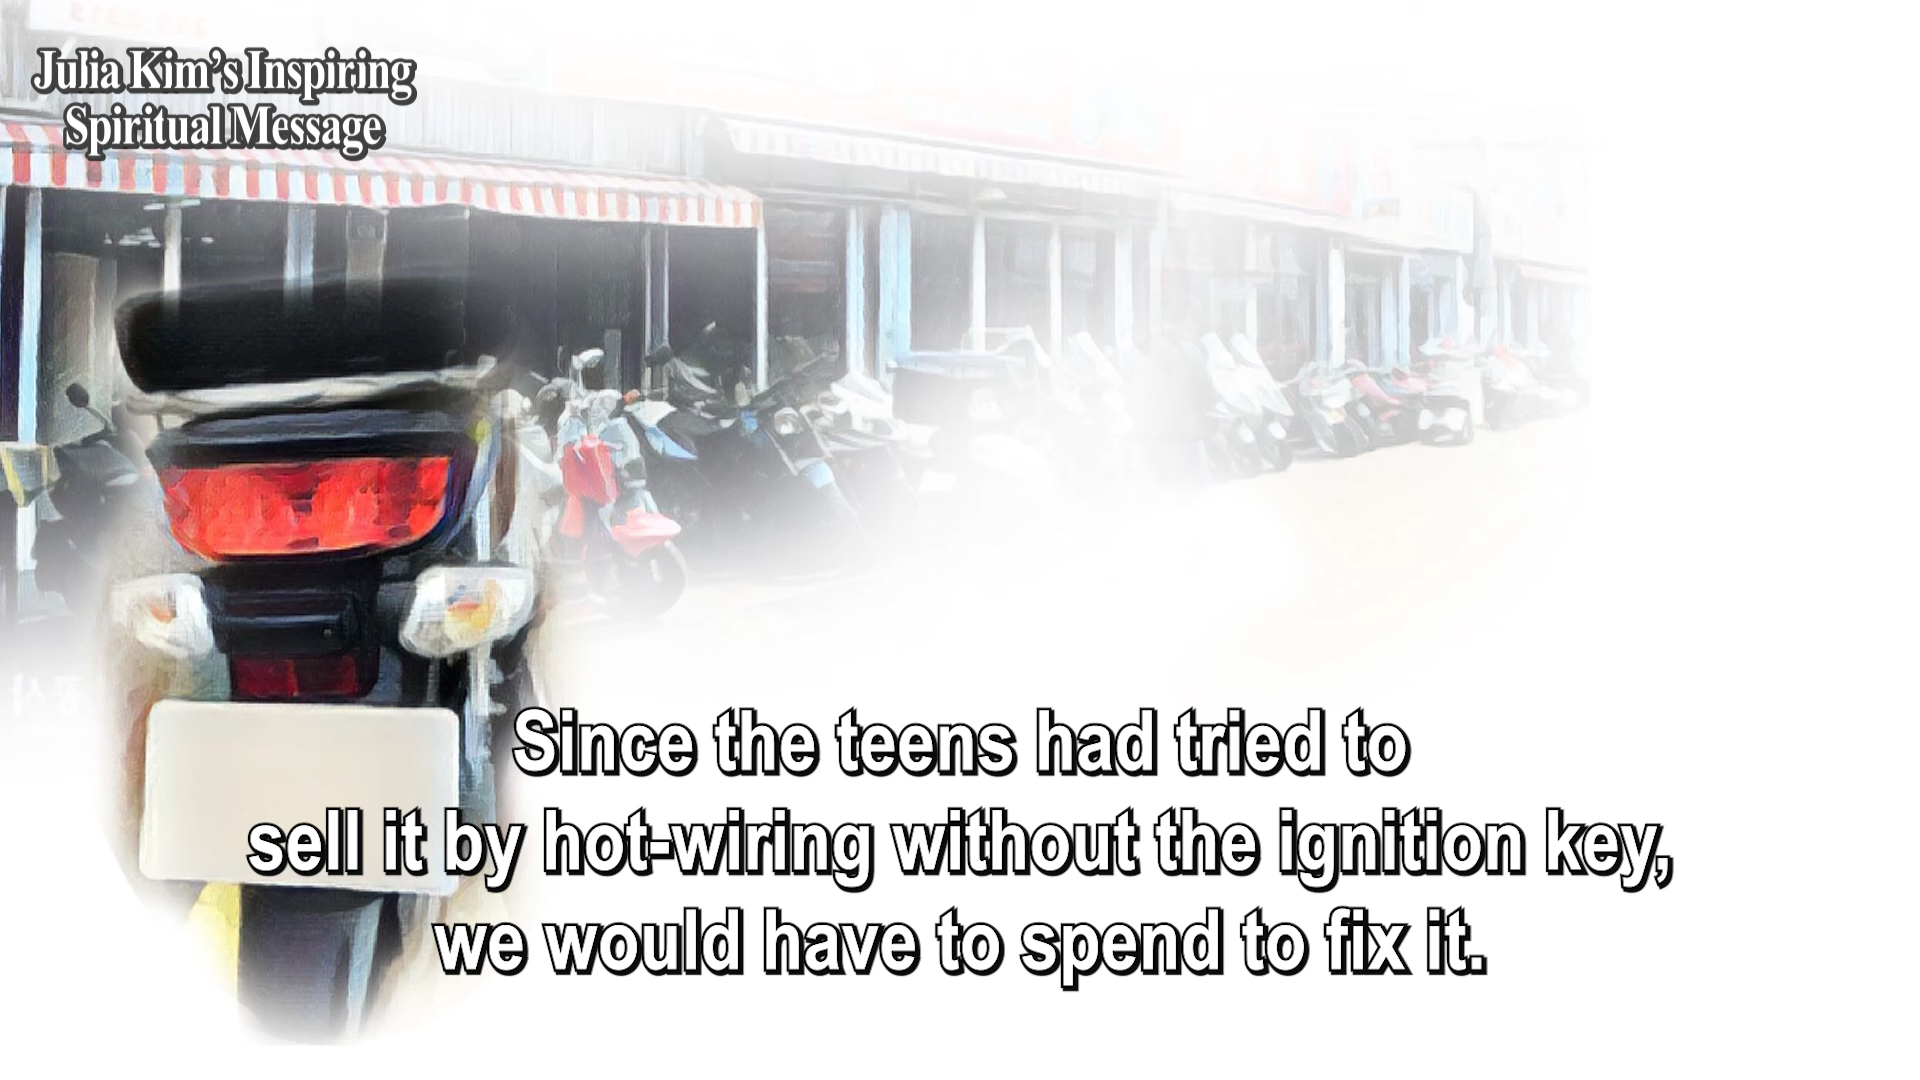 Julia Kim's Inspiring
Spiritual Message
Since the teens had tried to
sell it by hot-wiring without the ignition key,
we would have to spend to fix it.